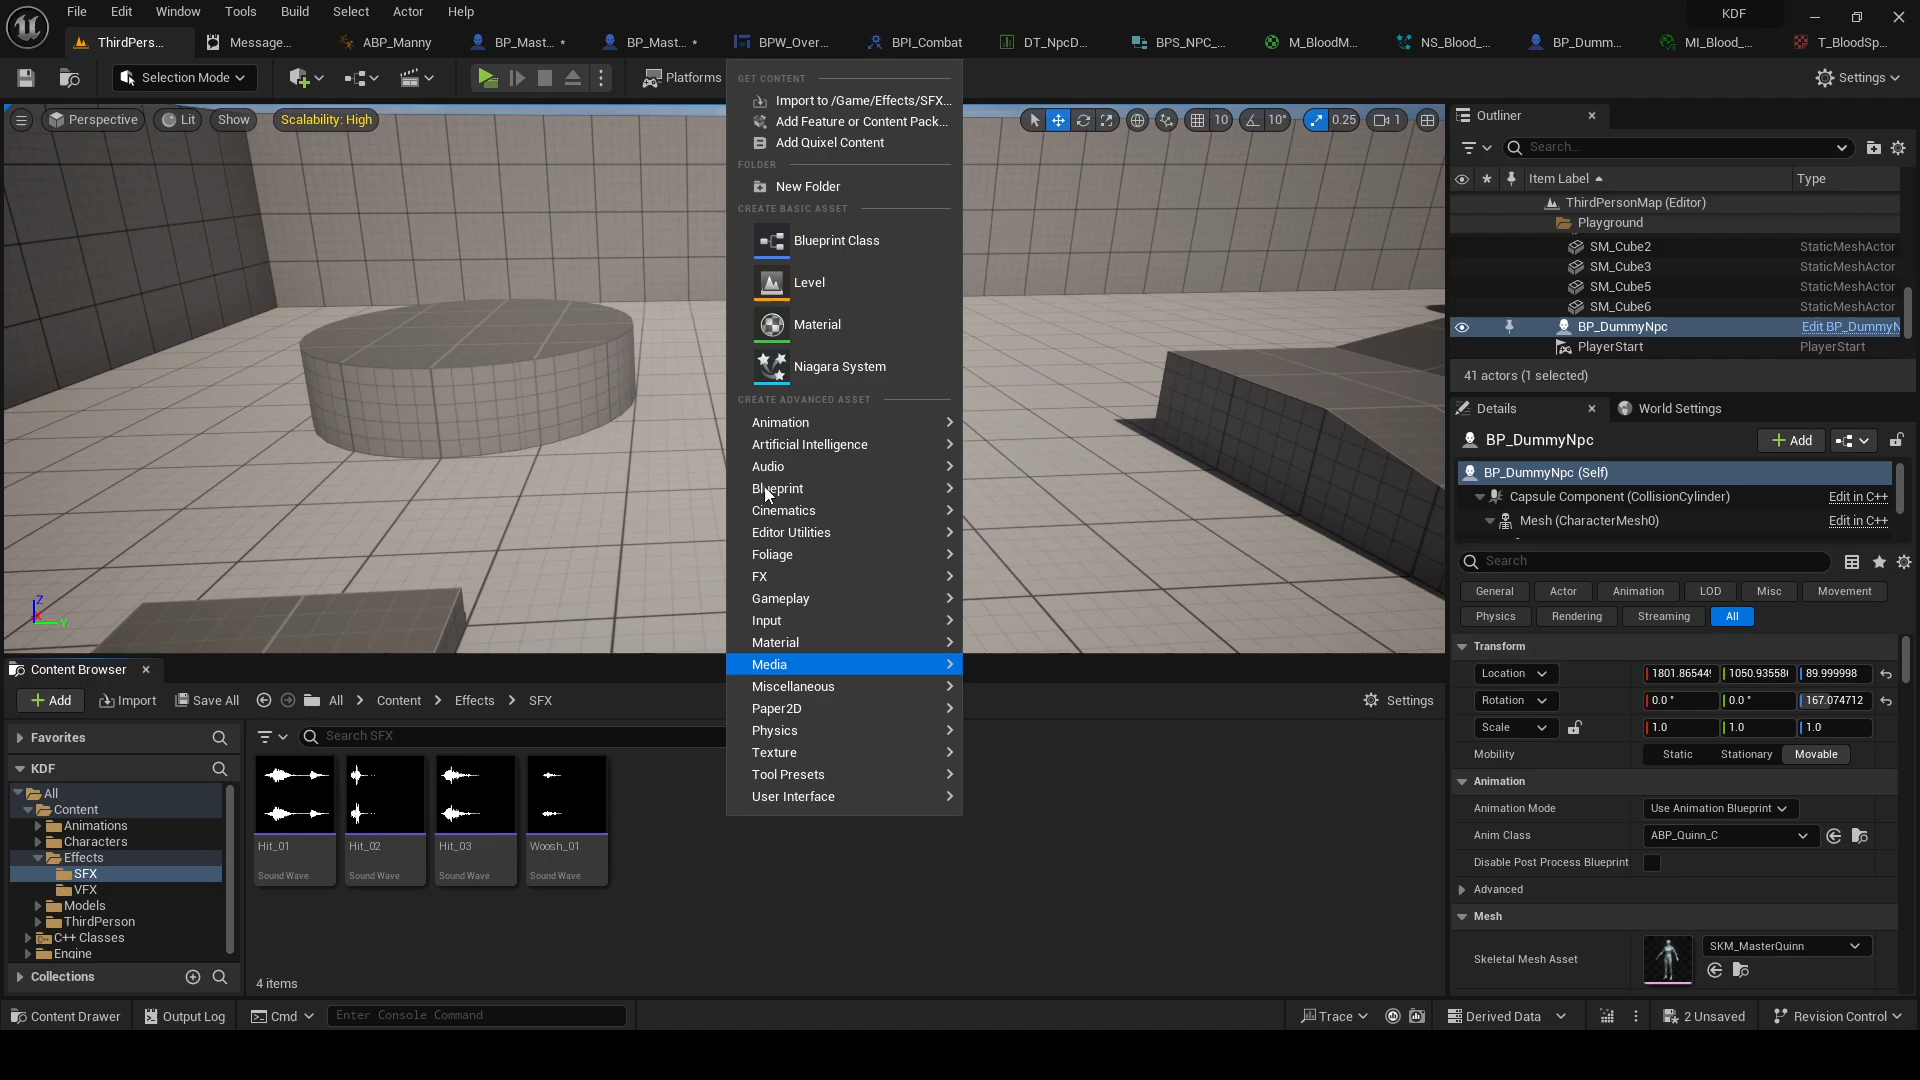 File Edit Window Tools Build Select Actor Help
KDF
ThirdPers... Message... ABP_Manny BP_Mast... * BP_Mast... * BPW_Over... BPI_Combat DT_NpcD... BPS_NPC_... M_BloodM... NS_Blood_... BP_Dumm... MI_Blood_... T_BloodSp...
Selection Mode Platforms Settings
Perspective Lit Show Scalability: High
10 10° 0.25 1
GET CONTENT
Import to /Game/Effects/SFX...
Add Feature or Content Pack...
Add Quixel Content
FOLDER
New Folder
CREATE BASIC ASSET
Blueprint Class
Level
Material
Niagara System
CREATE ADVANCED ASSET
Animation
Artificial Intelligence
Audio
Blueprint
Cinematics
Editor Utilities
Foliage
FX
Gameplay
Input
Material
Media
Miscellaneous
Paper2D
Physics
Texture
Tool Presets
User Interface
Z
X
Y
Outliner
Search...
Item Label Type
ThirdPersonMap (Editor)
Playground
SM_Cube2 StaticMeshActor
SM_Cube3 StaticMeshActor
SM_Cube5 StaticMeshActor
SM_Cube6 StaticMeshActor
BP_DummyNpc Edit BP_DummyN
PlayerStart PlayerStart
41 actors (1 selected)
Details World Settings
BP_DummyNpc Add
BP_DummyNpc (Self)
Capsule Component (CollisionCylinder) Edit in C++
Mesh (CharacterMesh0) Edit in C++
Search
General Actor Animation LOD Misc Movement
Physics Rendering Streaming All
Transform
Location 1801.86544 1050.93558 89.999998
Rotation 0.0 ° 0.0 ° 167.074712
Scale 1.0 1.0 1.0
Mobility Static Stationary Movable
Animation
Animation Mode Use Animation Blueprint
Anim Class ABP_Quinn_C
Disable Post Process Blueprint
Advanced
Mesh
Skeletal Mesh Asset SKM_MasterQuinn
Content Browser
Add Import Save All All Content Effects SFX Settings
Favorites
KDF
All
Content
Animations
Characters
Effects
SFX
VFX
Models
ThirdPerson
C++ Classes
Engine
Collections
Search SFX
Hit_01 Hit_02 Hit_03 Woosh_01
Sound Wave Sound Wave Sound Wave Sound Wave
4 items
Content Drawer Output Log Cmd Enter Console Command Trace Derived Data 2 Unsaved Revision Control